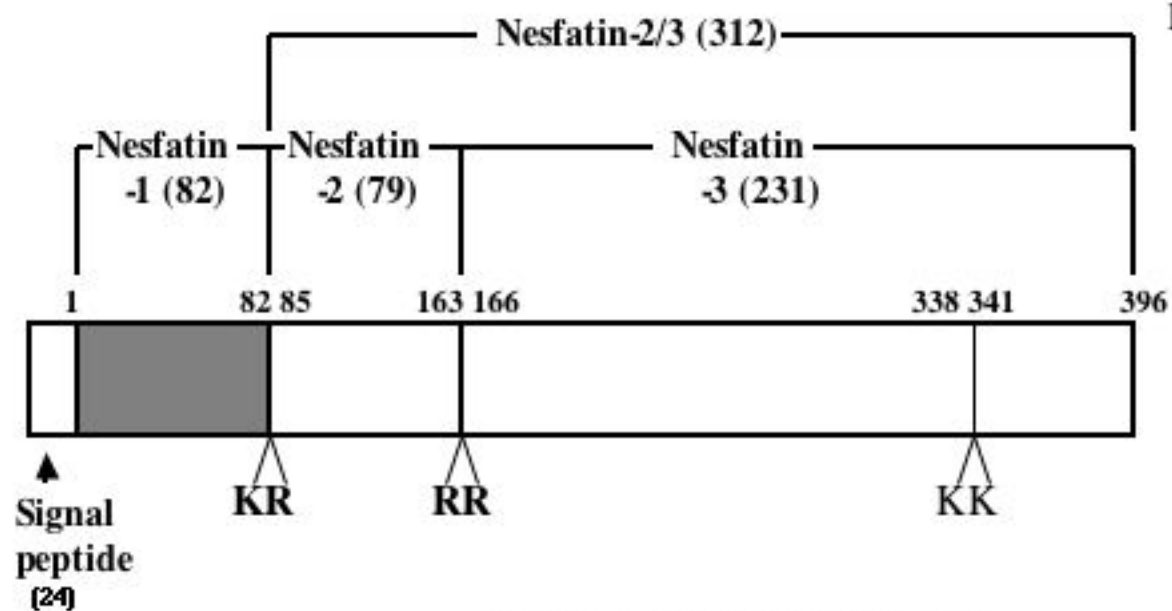 Nesfatin-2/3 (312)
Nesfatin
-1 (82)
Nesfatin
-2 (79)
Nesfatin
-3 (231)
1 82 85 163 166 338 341 396
KR RR KK
Signal
peptide
(24)